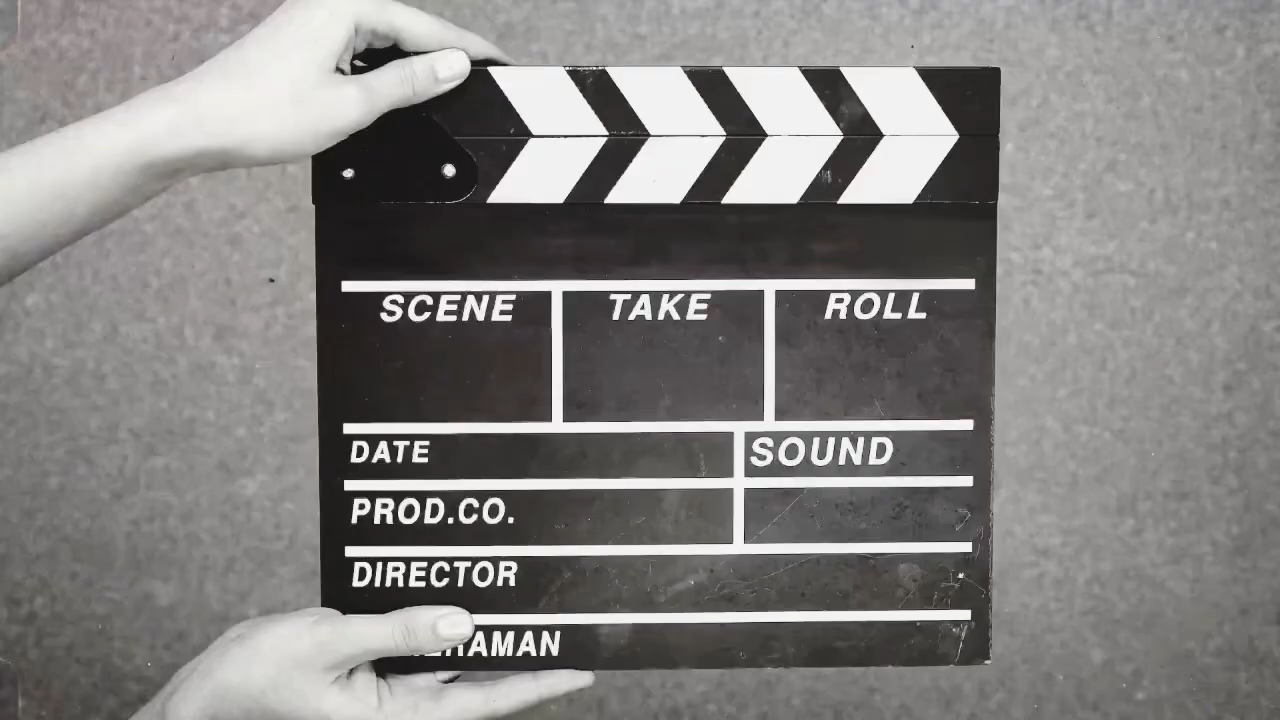 SCENE TAKE ROLL
DATE SOUND
PROD.CO.
DIRECTOR